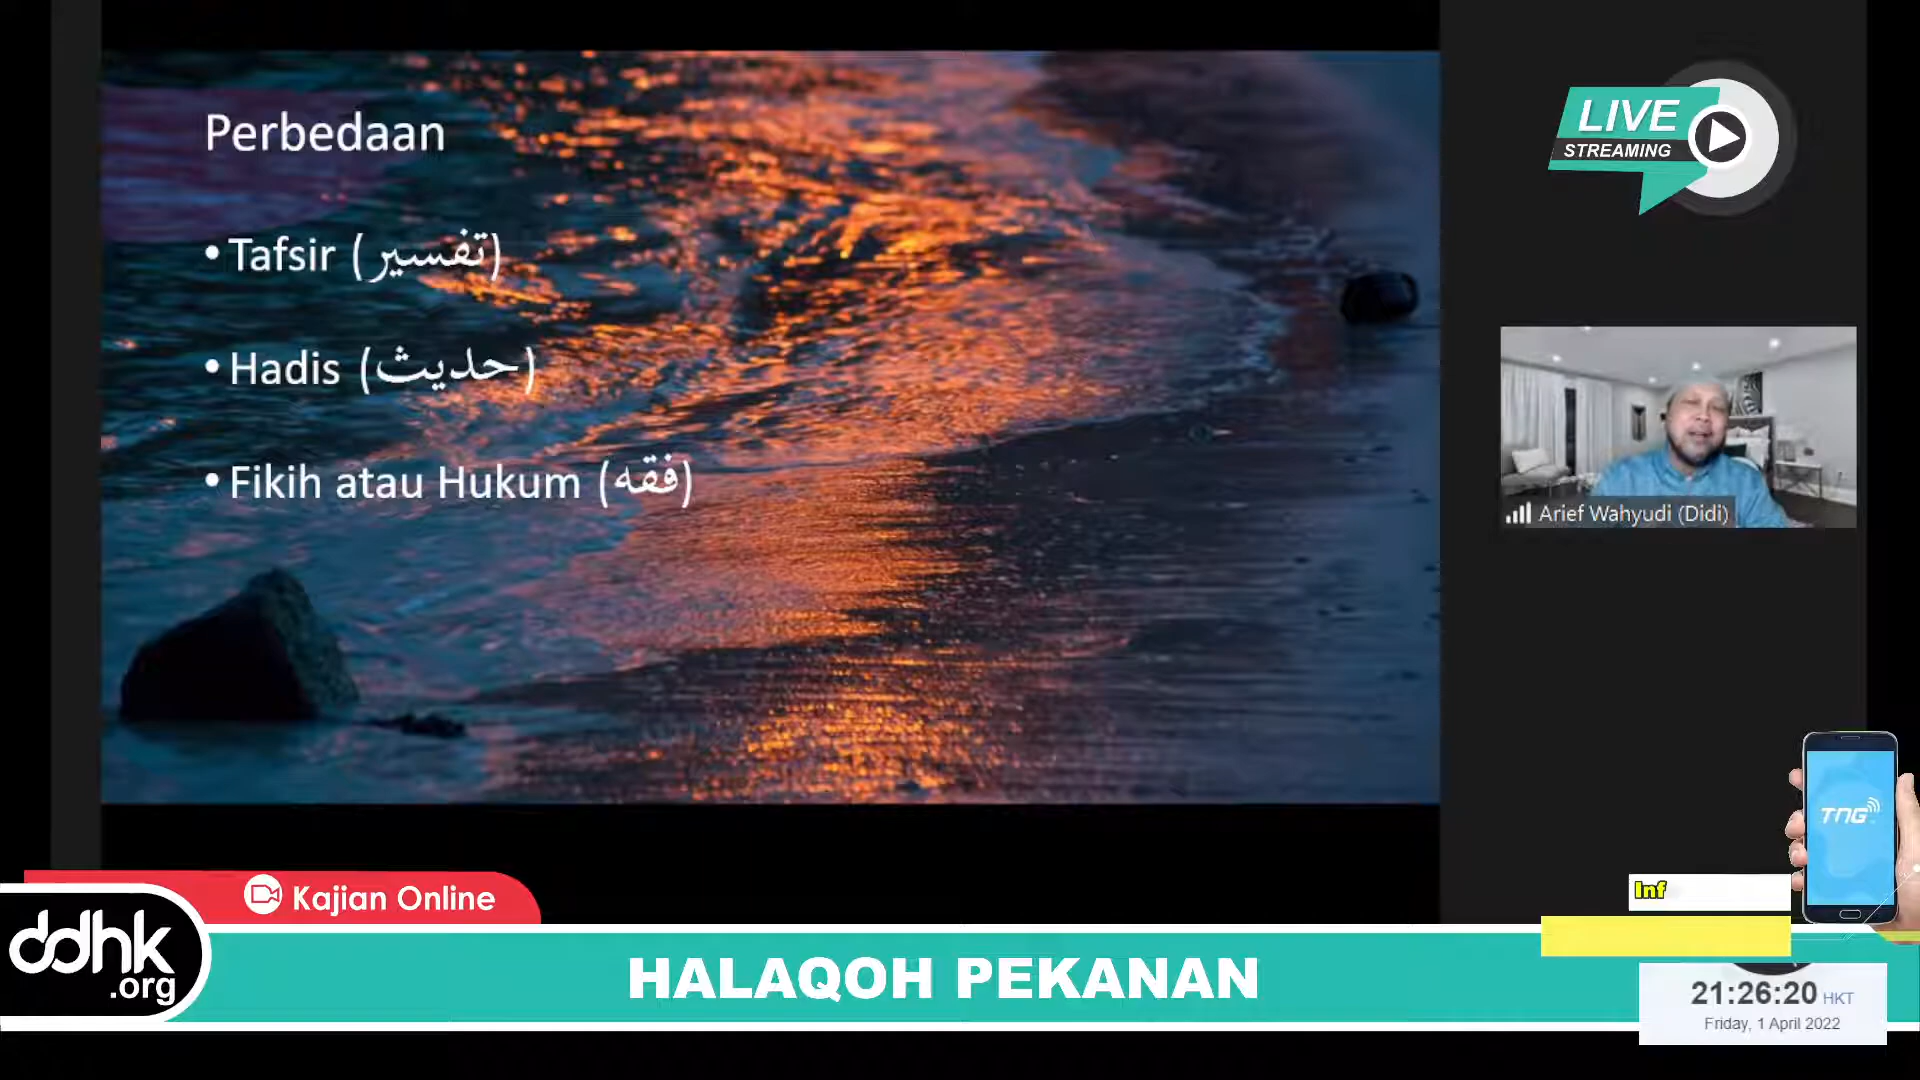 Perbedaan
• Tafsir (تفسير)
• Hadis (حديث)
• Fikih atau Hukum (فقه)
LIVE
STREAMING
Arief Wahyudi (Didi)
TNG
Inf
Kajian Online
ddhk
.org
HALAQOH PEKANAN
21:26:20 HKT
Friday, 1 April 2022